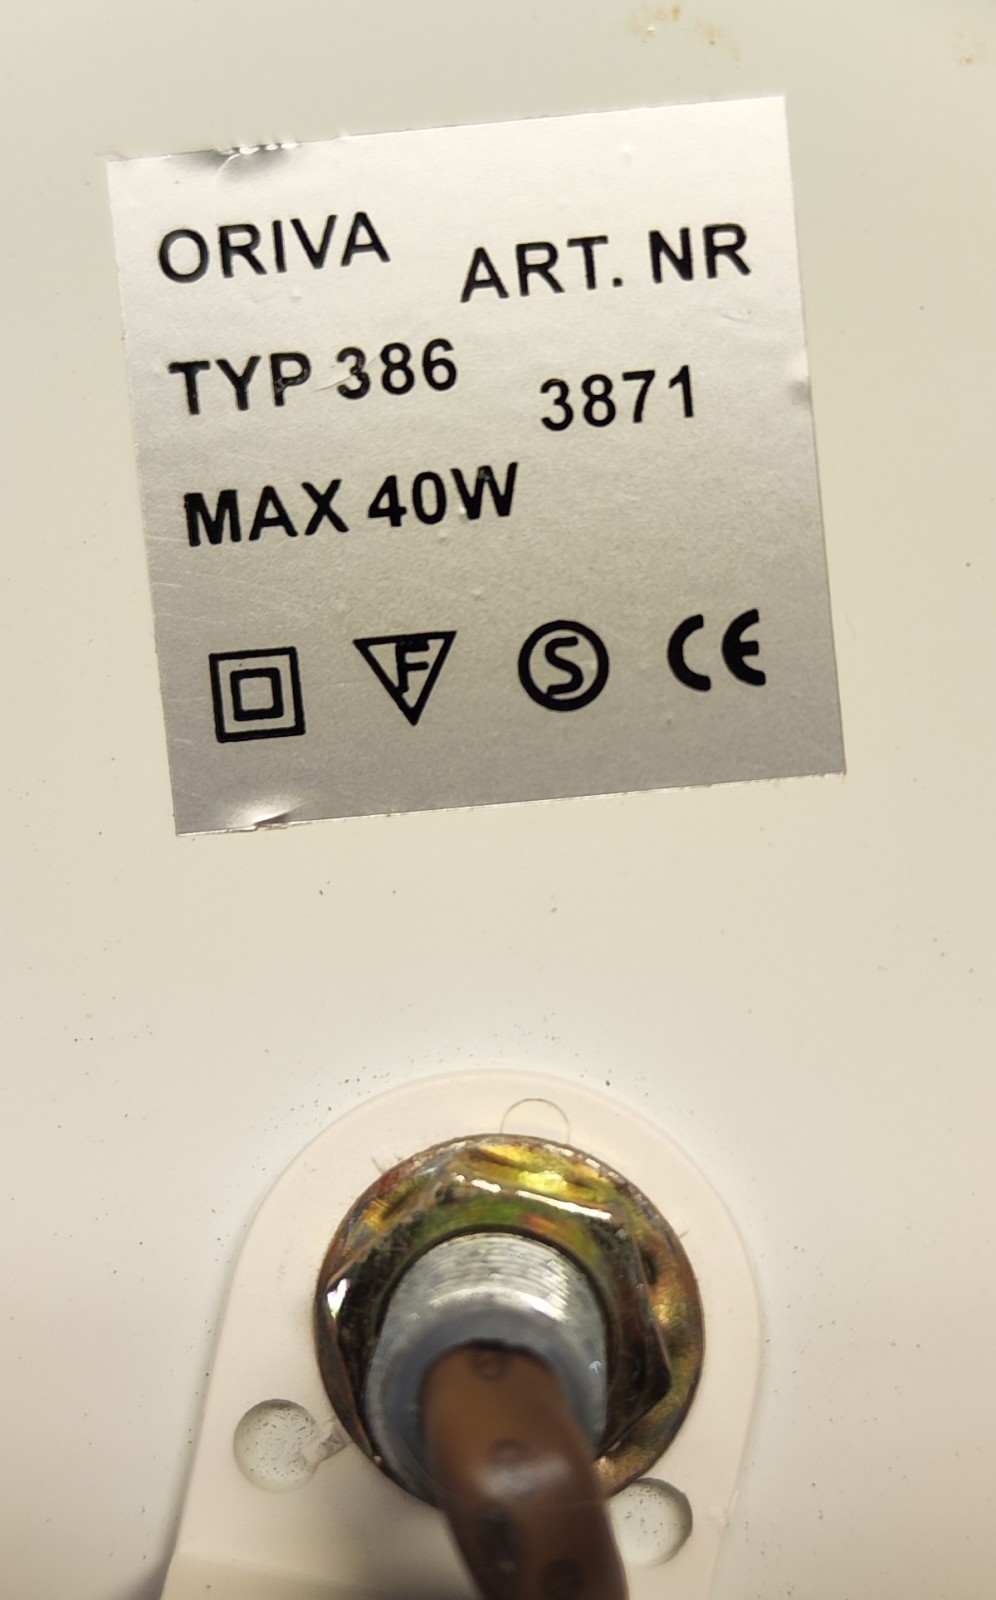 ORIVA ART. NR
TYP 386 3871
MAX 40W
F S CE